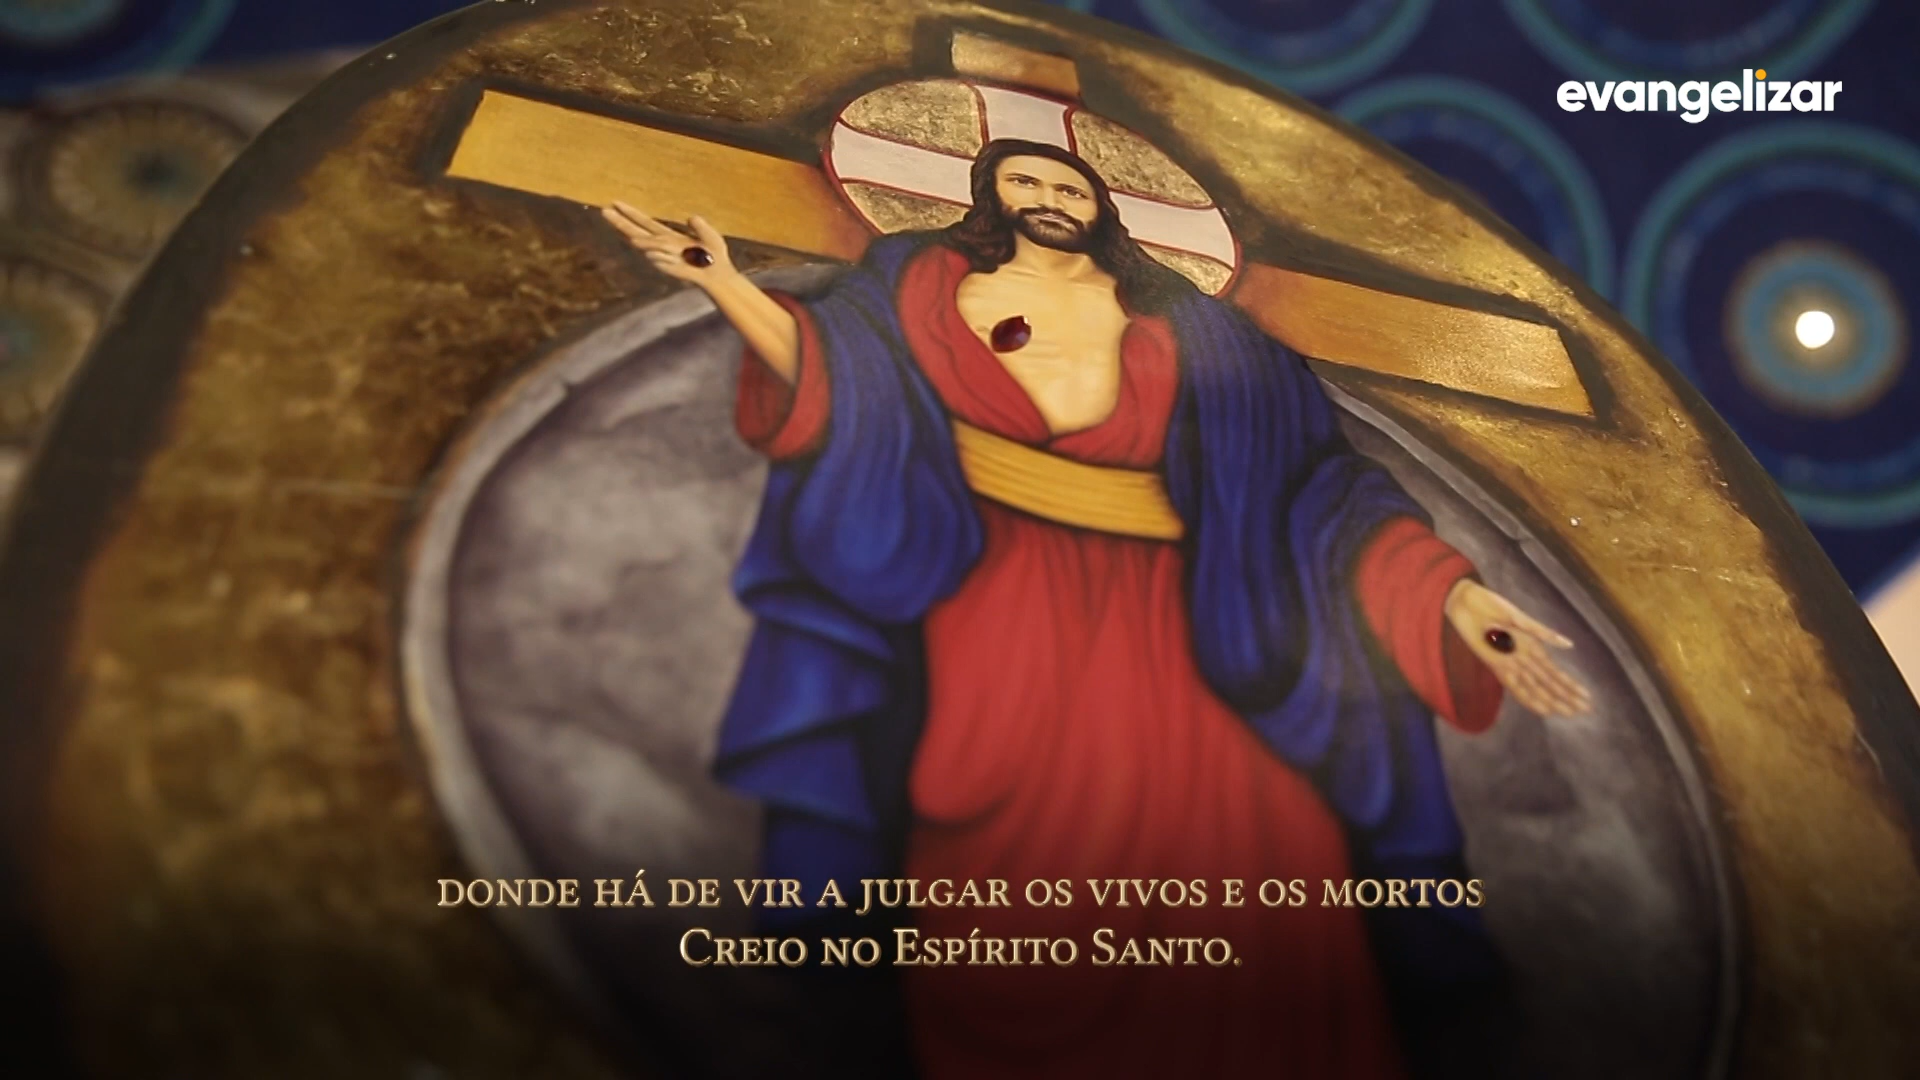 evangelizar
DONDE HÁ DE VIR A JULGAR OS VIVOS E OS MORTOS
CREIO NO ESPÍRITO SANTO.